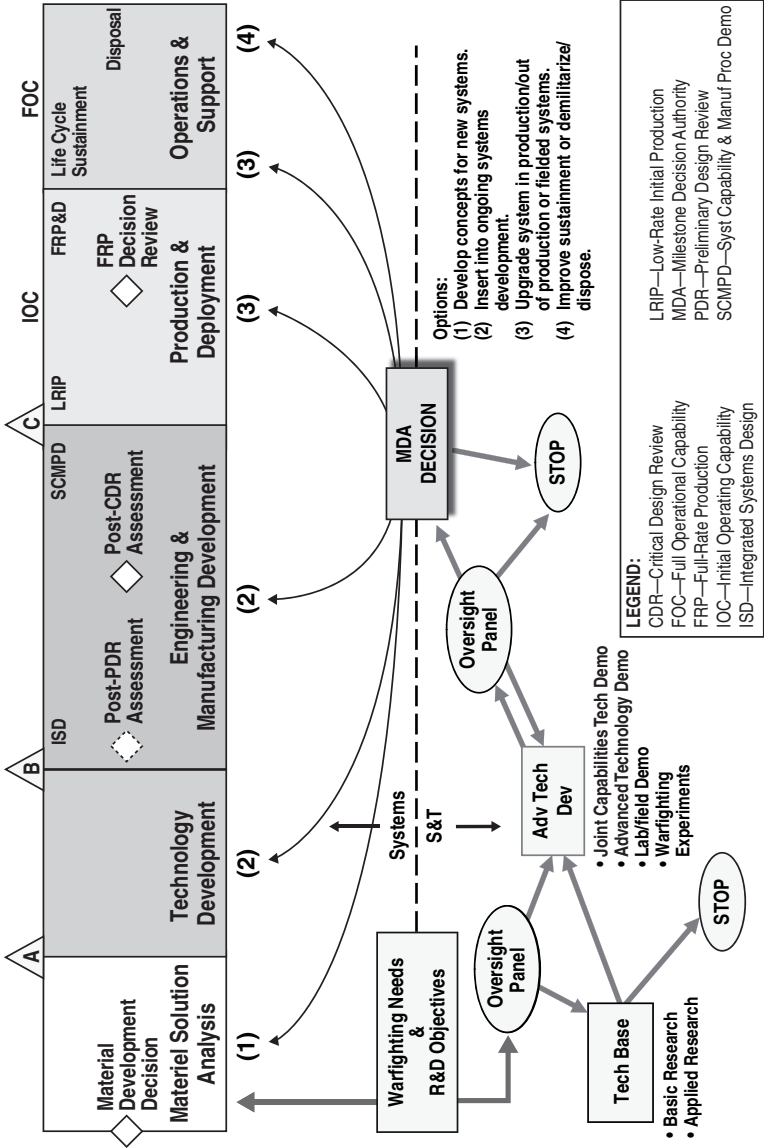 A
B
C
IOC
FOC
Material
Development
Decision
Materiel Solution
Analysis
Technology
Development
ISD
SCMPD
Post-PDR
Assessment
Post-CDR
Assessment
Engineering &
Manufacturing Development
LRIP
FRP&D
FRP
Decision
Review
Production &
Deployment
Life Cycle
Sustainment
Disposal
Operations &
Support
(1)
(2)
(2)
(3)
(3)
(4)
Warfighting Needs
&
R&D Objectives
Systems
S&T
MDA
DECISION
Options:
(1) Develop concepts for new systems.
(2) Insert into ongoing systems
development.
(3) Upgrade system in production/out
of production or fielded systems.
(4) Improve sustainment or demilitarize/
dispose.
Oversight
Panel
Oversight
Panel
STOP
Adv Tech
Dev
Tech Base
STOP
• Basic Research
• Applied Research
• Joint Capabilities Tech Demo
• Advanced Technology Demo
• Lab/field Demo
• Warfighting
Experiments
LEGEND:
CDR—Critical Design Review
FOC—Full Operational Capability
FRP—Full-Rate Production
IOC—Initial Operating Capability
ISD—Integrated Systems Design
LRIP—Low-Rate Initial Production
MDA—Milestone Decision Authority
PDR—Preliminary Design Review
SCMPD—Syst Capability & Manuf Proc Demo